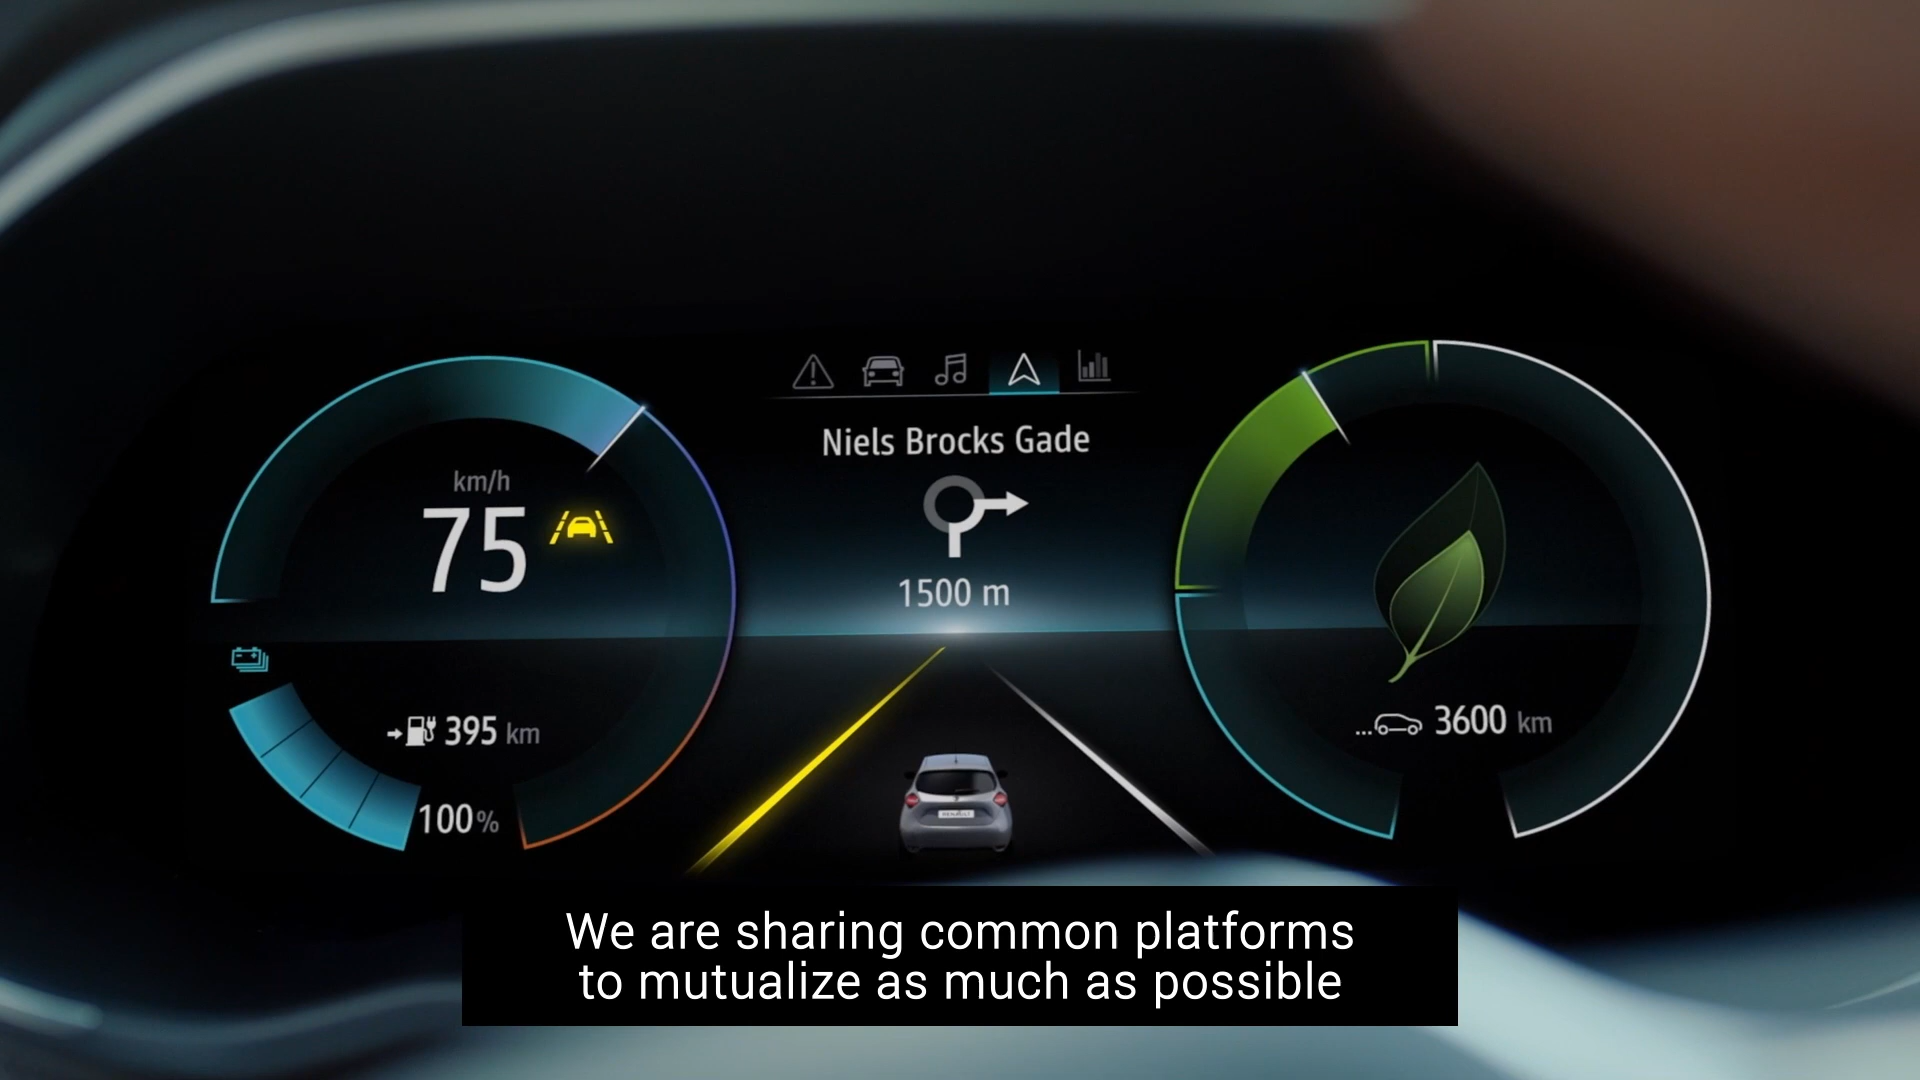 Niels Brocks Gade
km/h
75
1500 m
395 km
100%
...3600 km
RENAULT
We are sharing common platforms
to mutualize as much as possible